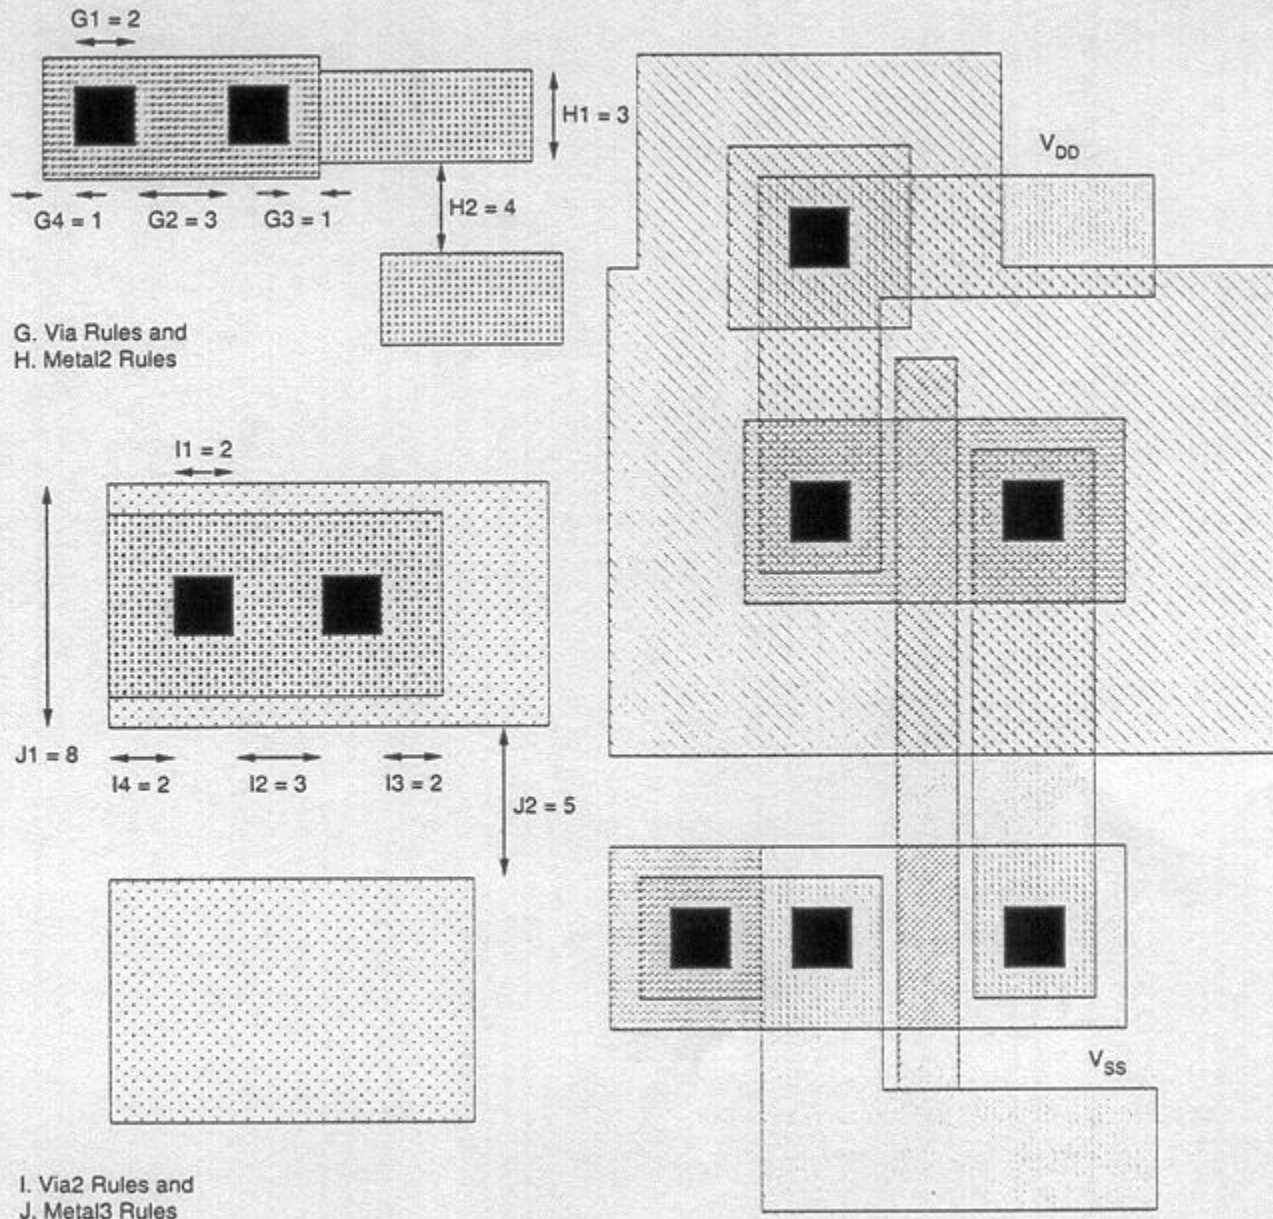 G1 = 2
H1 = 3
G4 = 1
G2 = 3
G3 = 1
H2 = 4
G. Via Rules and
H. Metal2 Rules
V_DD
I1 = 2
J1 = 8
I4 = 2
I2 = 3
I3 = 2
J2 = 5
V_SS
I. Via2 Rules and
J. Metal3 Rules